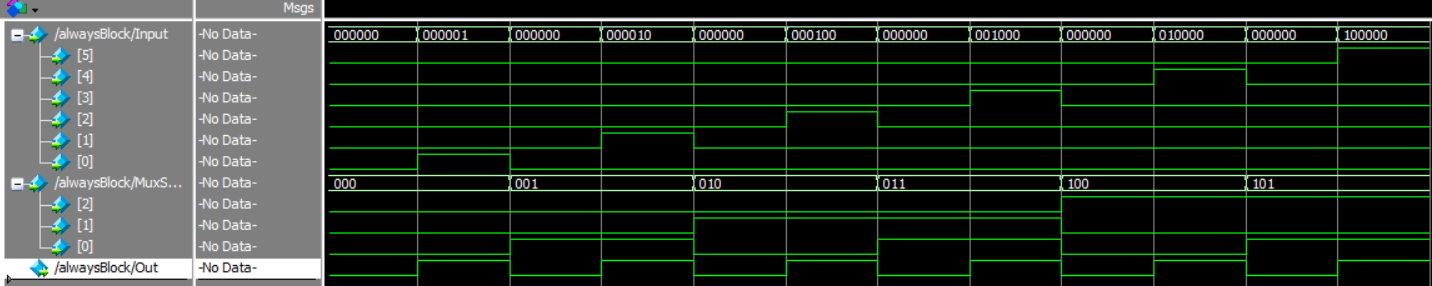 Msgs
/alwaysBlock/Input -No Data- 000000 000001 000000 000010 000000 000100 000000 001000 000000 010000 000000 100000
[5] -No Data-
[4] -No Data-
[3] -No Data-
[2] -No Data-
[1] -No Data-
[0] -No Data-
/alwaysBlock/MuxS... -No Data- 000 001 010 011 100 101
[2] -No Data-
[1] -No Data-
[0] -No Data-
/alwaysBlock/Out -No Data-